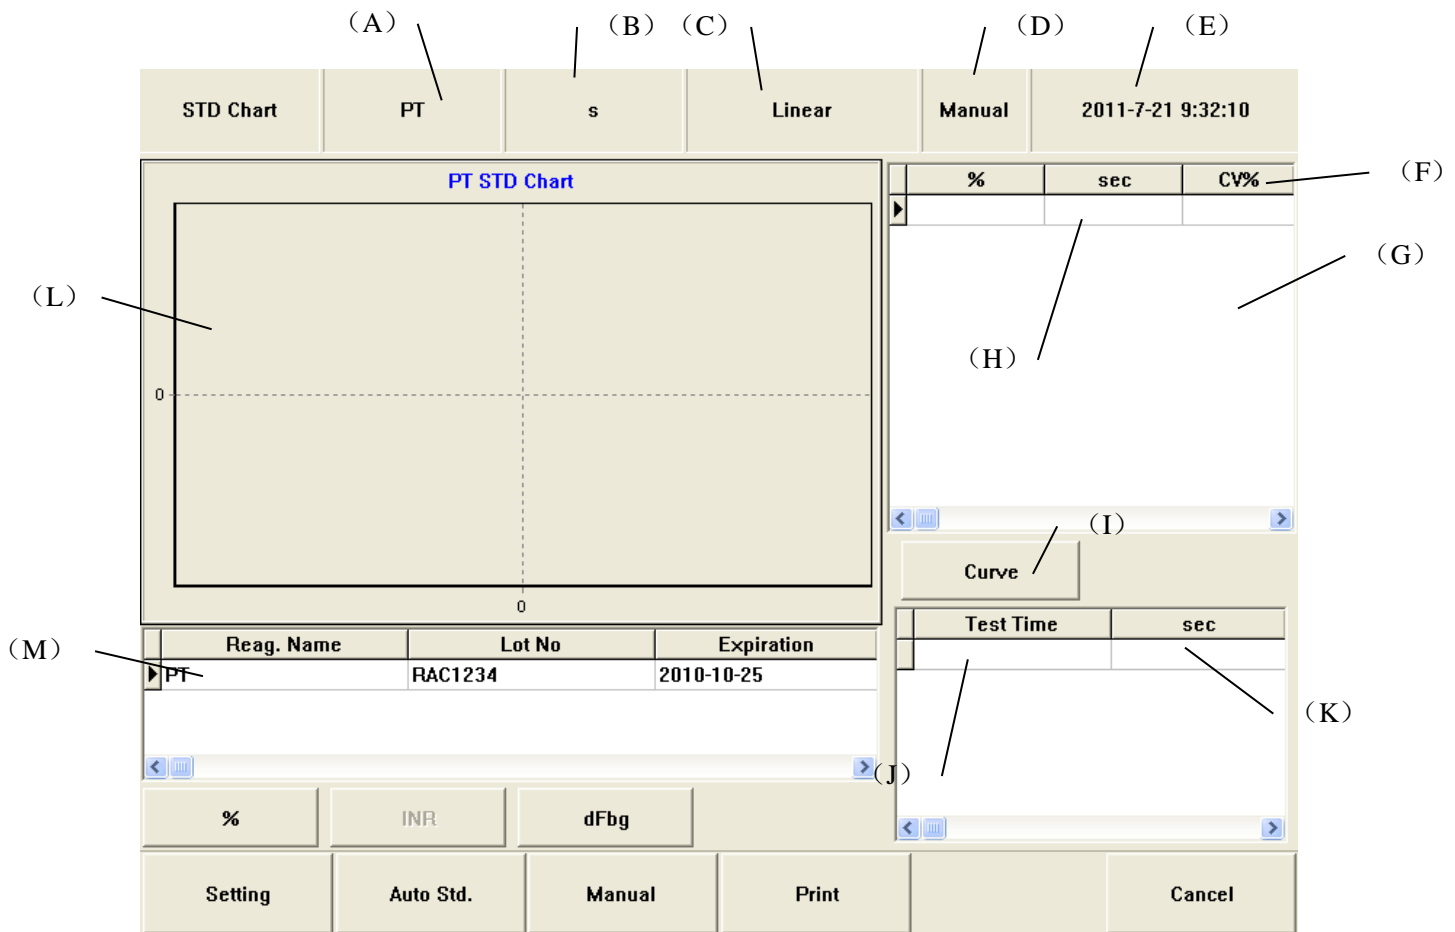 （A）
（B）
（C）
（D）
（E）
STD Chart
PT
s
Linear
Manual
2011-7-21 9:32:10
PT STD Chart
%
sec
CV%
（F）
（G）
（L）
（H）
0
0
（I）
Curve
Test Time
sec
（M）
Reag. Name
Lot No
Expiration
PT
RAC1234
2010-10-25
（K）
（J）
%
INR
dFbg
Setting
Auto Std.
Manual
Print
Cancel